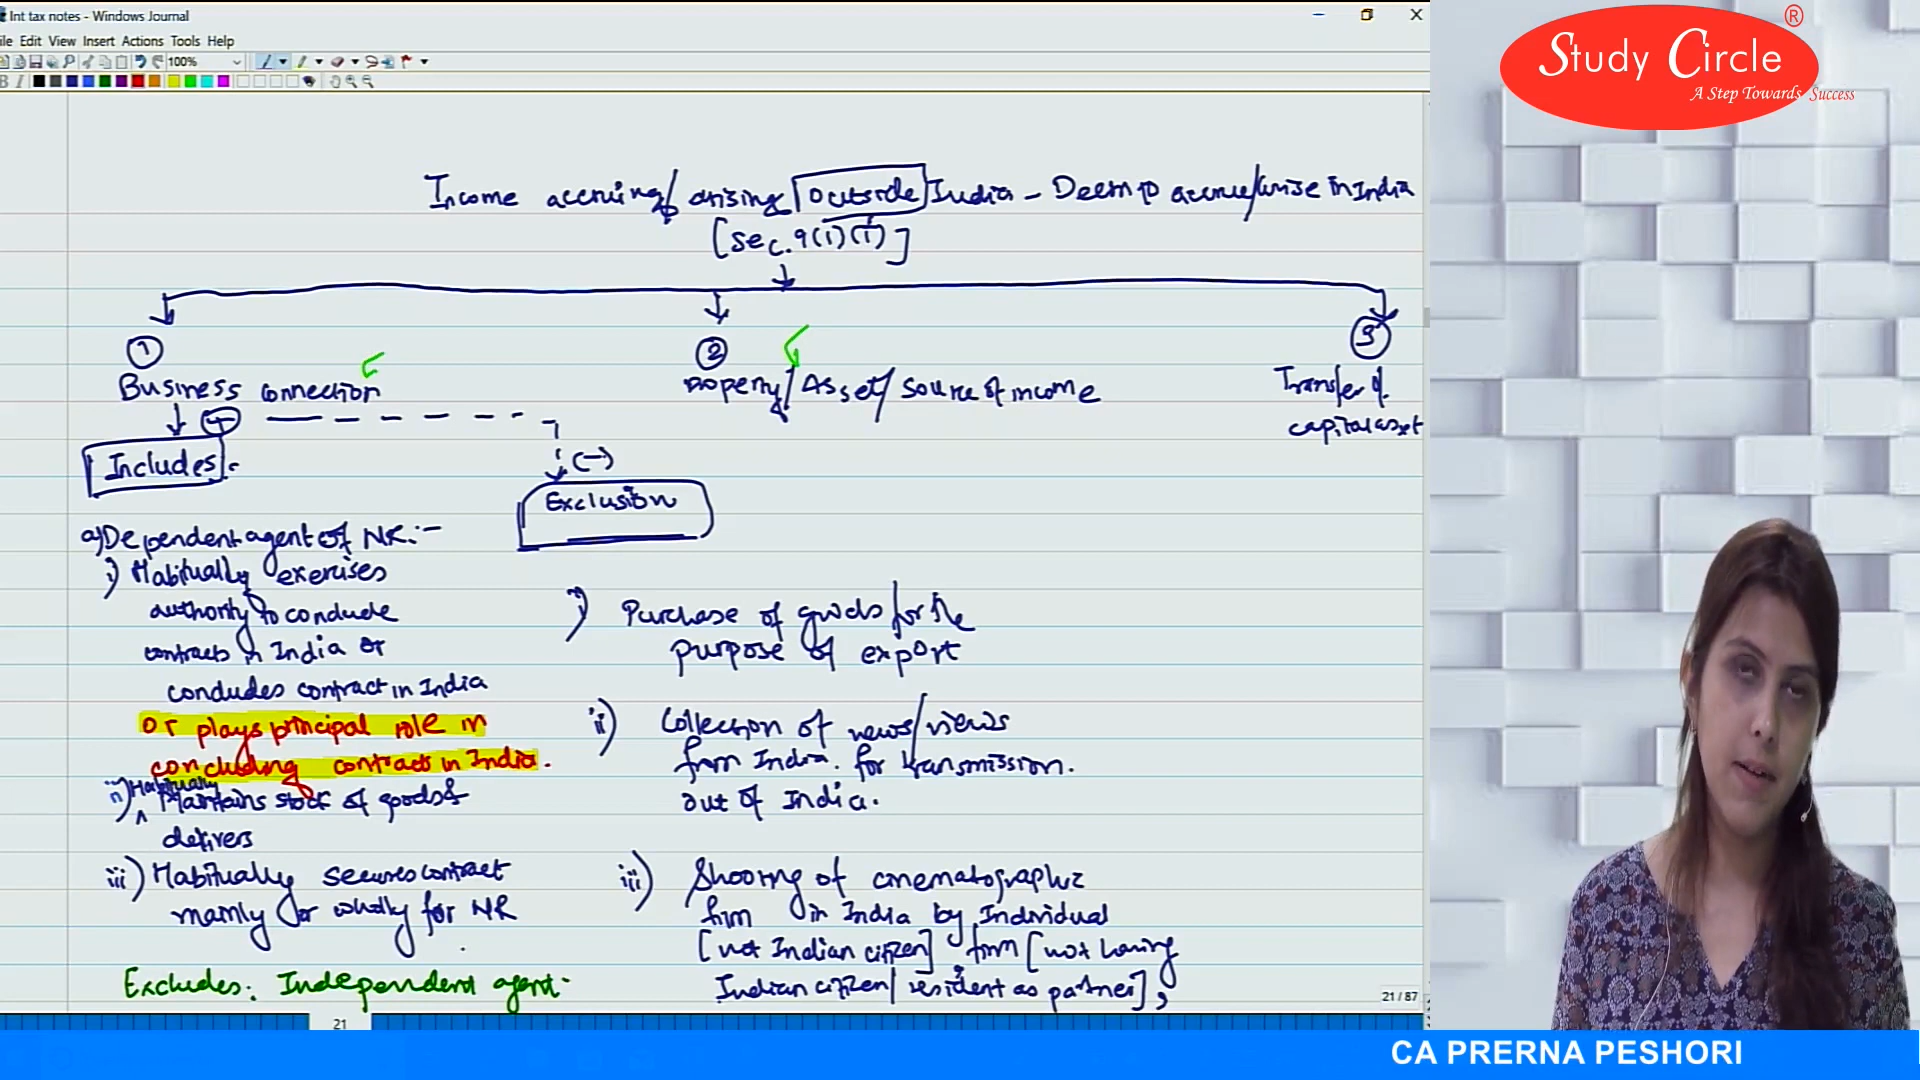 Int tax notes - Windows Journal
ile Edit View Insert Actions Tools Help
100%
B I
Study Circle ®
A Step Towards Success
Income accruing/ arising outside India - Deem to accrue/arise in India
[Sec. 9(1)(i)]
1
Business connection
Includes.
2
property/ Asset/ Source of income
3
Transfer of
capital asset
(-)
Exclusion
a) Dependent agent of NR:-
i) Habitually exercises
authority to conclude
contracts in India or
concludes contract in India
or plays principal role in
concluding contracts in India.
ii) Habitually
Maintains stock of goods &
delivers
iii) Habitually secures contract
mainly or wholly for NR
Excludes: Independent agent.
i) Purchase of goods for the
purpose of export
ii) Collection of news/views
from India for transmission.
out of India.
iii) Shooting of cinematographic
film in India by Individual
[not Indian citizen] firm [not having
Indian citizen/ resident as partner],
21 / 87
21
CA PRERNA PESHORI